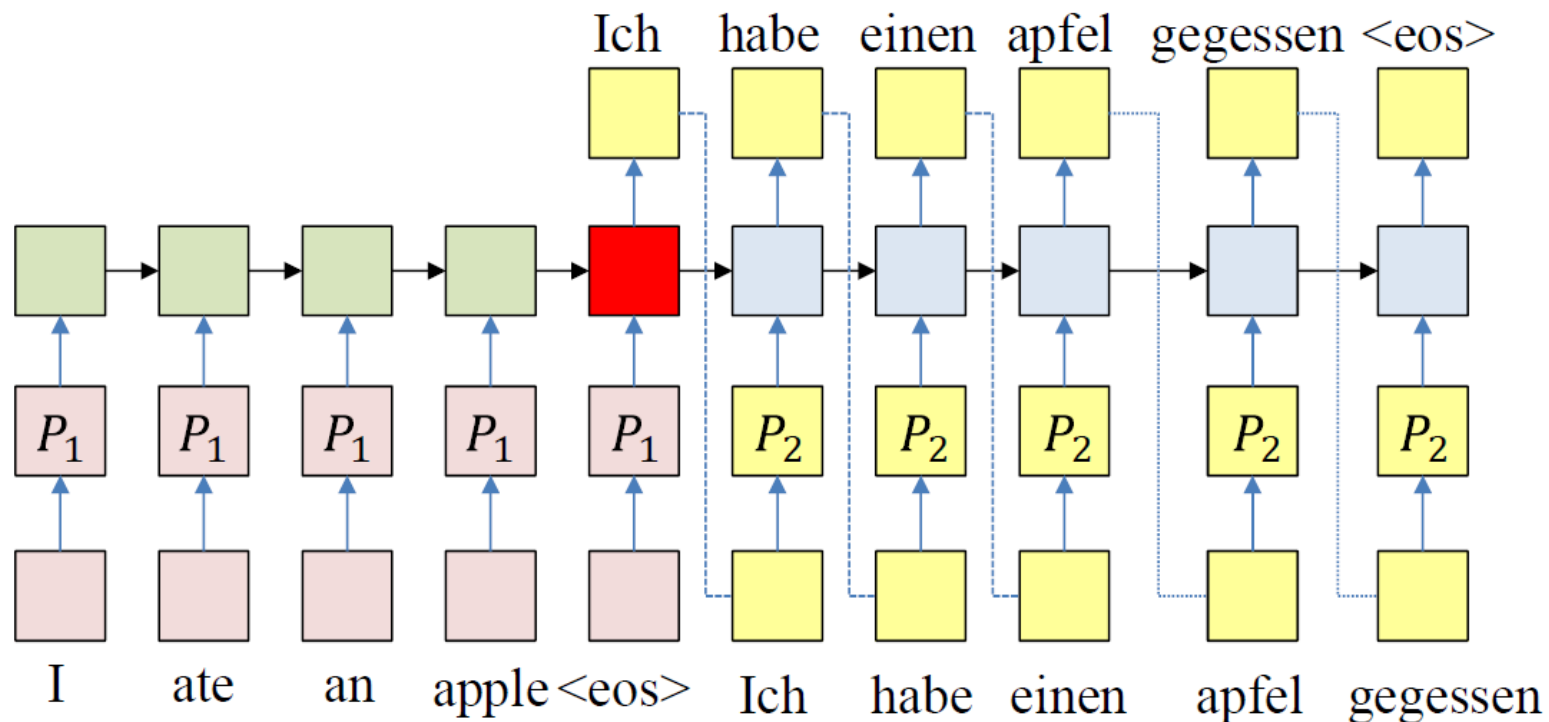 Ich habe einen apfel gegessen <eos>
P₁ P₁ P₁ P₁ P₁ P₂ P₂ P₂ P₂ P₂
I ate an apple <eos> Ich habe einen apfel gegessen